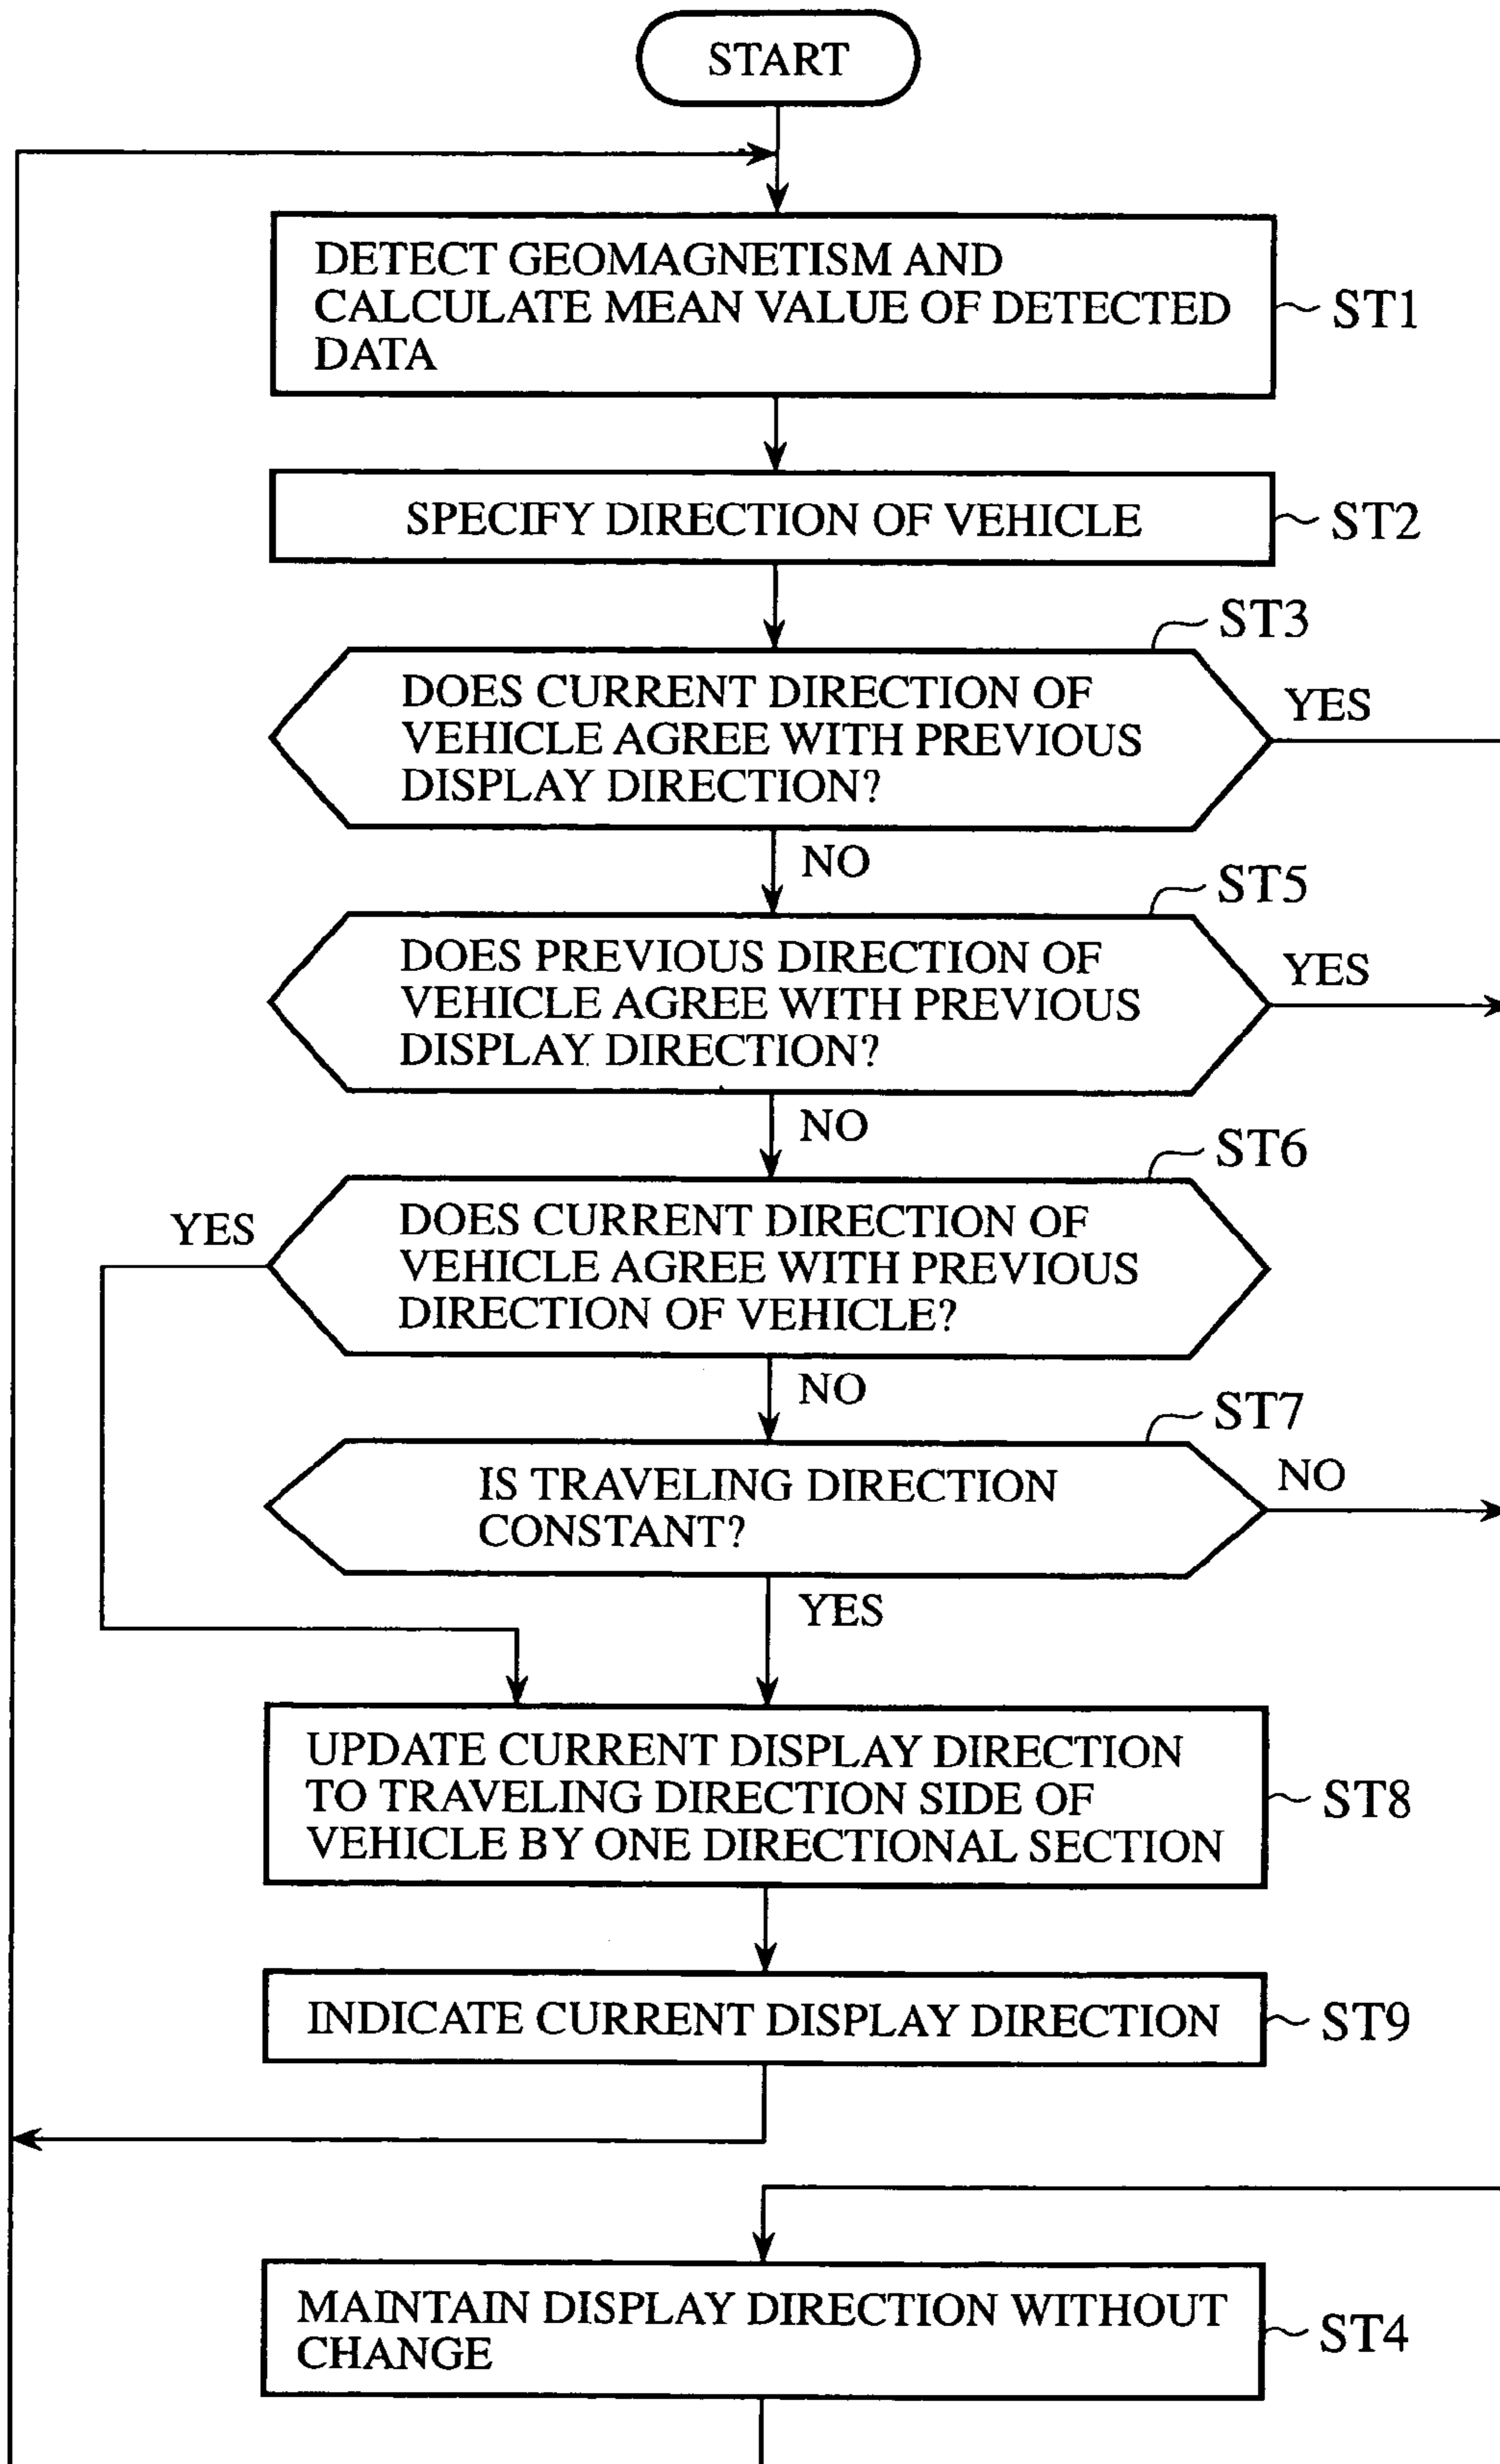 START
DETECT GEOMAGNETISM AND
CALCULATE MEAN VALUE OF DETECTED
DATA
ST1
SPECIFY DIRECTION OF VEHICLE
ST2
ST3
DOES CURRENT DIRECTION OF
VEHICLE AGREE WITH PREVIOUS
DISPLAY DIRECTION?
YES
NO
ST5
DOES PREVIOUS DIRECTION OF
VEHICLE AGREE WITH PREVIOUS
DISPLAY DIRECTION?
YES
NO
ST6
YES
DOES CURRENT DIRECTION OF
VEHICLE AGREE WITH PREVIOUS
DIRECTION OF VEHICLE?
NO
ST7
IS TRAVELING DIRECTION
CONSTANT?
NO
YES
UPDATE CURRENT DISPLAY DIRECTION
TO TRAVELING DIRECTION SIDE OF
VEHICLE BY ONE DIRECTIONAL SECTION
ST8
INDICATE CURRENT DISPLAY DIRECTION
ST9
MAINTAIN DISPLAY DIRECTION WITHOUT
CHANGE
ST4